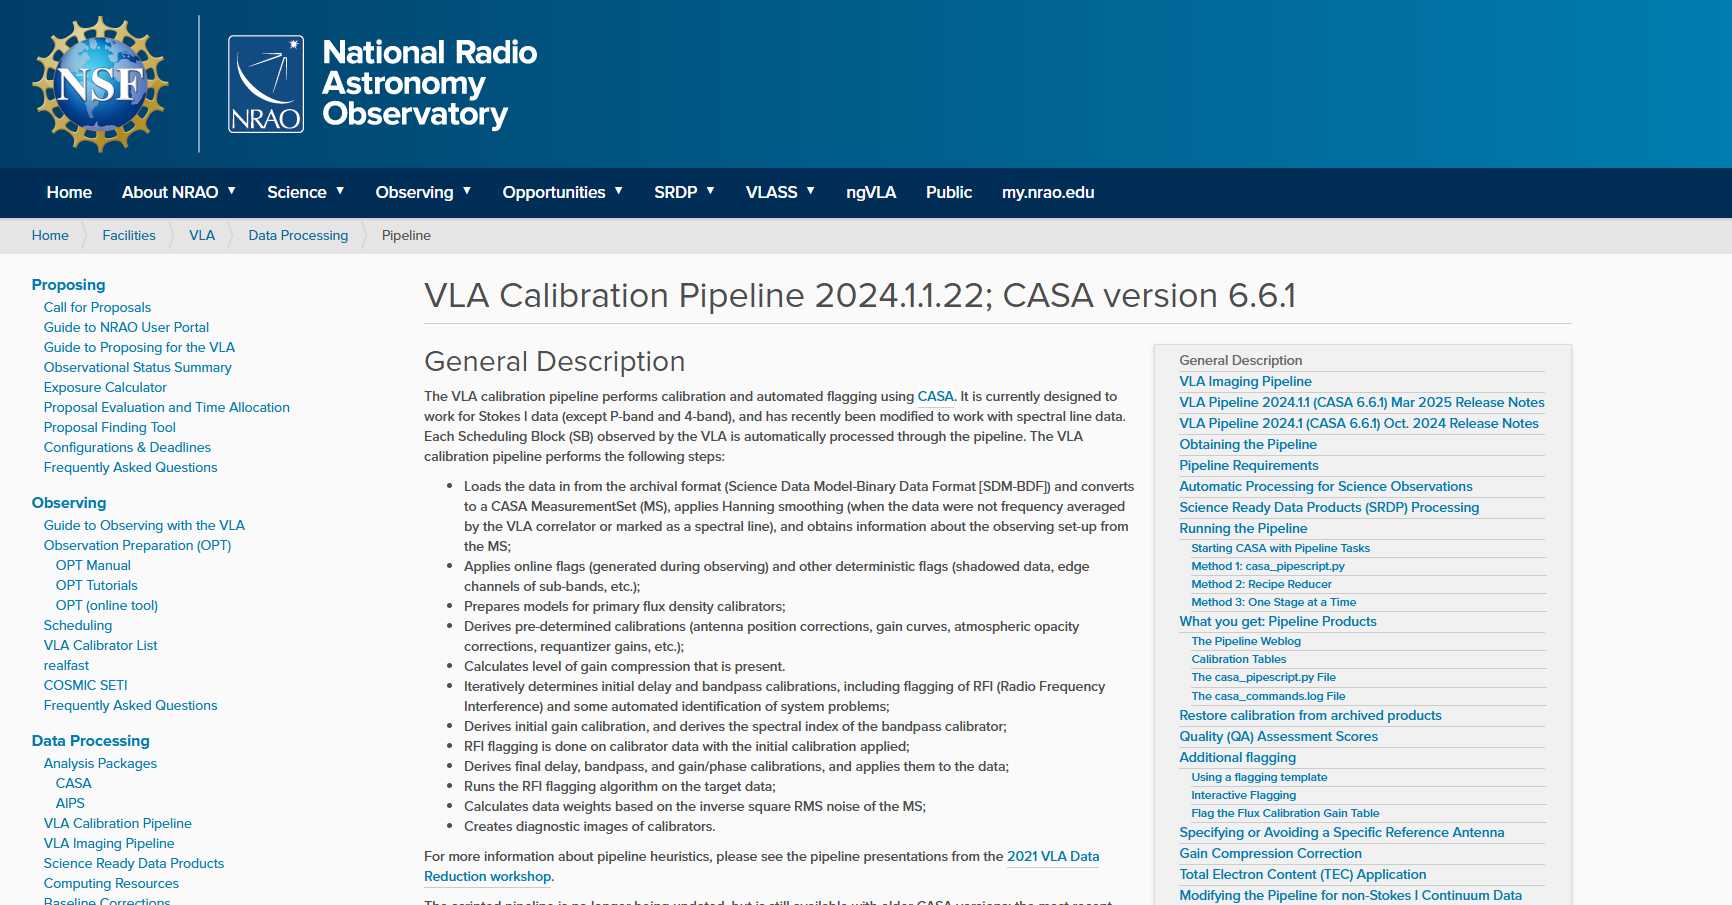 NSF
NRAO
National Radio
Astronomy
Observatory
Home About NRAO ▼ Science ▼ Observing ▼ Opportunities ▼ SRDP ▼ VLASS ▼ ngVLA Public my.nrao.edu
Home Facilities VLA Data Processing Pipeline
Proposing
Call for Proposals
Guide to NRAO User Portal
Guide to Proposing for the VLA
Observational Status Summary
Exposure Calculator
Proposal Evaluation and Time Allocation
Proposal Finding Tool
Configurations & Deadlines
Frequently Asked Questions
Observing
Guide to Observing with the VLA
Observation Preparation (OPT)
OPT Manual
OPT Tutorials
OPT (online tool)
Scheduling
VLA Calibrator List
realfast
COSMIC SETI
Frequently Asked Questions
Data Processing
Analysis Packages
CASA
AIPS
VLA Calibration Pipeline
VLA Imaging Pipeline
Science Ready Data Products
Computing Resources
Baseline Corrections
VLA Calibration Pipeline 2024.1.1.22; CASA version 6.6.1
General Description
The VLA calibration pipeline performs calibration and automated flagging using CASA. It is currently designed to
work for Stokes I data (except P-band and 4-band), and has recently been modified to work with spectral line data.
Each Scheduling Block (SB) observed by the VLA is automatically processed through the pipeline. The VLA
calibration pipeline performs the following steps:
• Loads the data in from the archival format (Science Data Model-Binary Data Format [SDM-BDF]) and converts
to a CASA MeasurementSet (MS), applies Hanning smoothing (when the data were not frequency averaged
by the VLA correlator or marked as a spectral line), and obtains information about the observing set-up from
the MS;
• Applies online flags (generated during observing) and other deterministic flags (shadowed data, edge
channels of sub-bands, etc.);
• Prepares models for primary flux density calibrators;
• Derives pre-determined calibrations (antenna position corrections, gain curves, atmospheric opacity
corrections, requantizer gains, etc.);
• Calculates level of gain compression that is present.
• Iteratively determines initial delay and bandpass calibrations, including flagging of RFI (Radio Frequency
Interference) and some automated identification of system problems;
• Derives initial gain calibration, and derives the spectral index of the bandpass calibrator;
• RFI flagging is done on calibrator data with the initial calibration applied;
• Derives final delay, bandpass, and gain/phase calibrations, and applies them to the data;
• Runs the RFI flagging algorithm on the target data;
• Calculates data weights based on the inverse square RMS noise of the MS;
• Creates diagnostic images of calibrators.
For more information about pipeline heuristics, please see the pipeline presentations from the 2021 VLA Data
Reduction workshop.
The scripted pipeline is no longer being updated, but is still available with older CASA versions; the most recent
General Description
VLA Imaging Pipeline
VLA Pipeline 2024.1.1 (CASA 6.6.1) Mar 2025 Release Notes
VLA Pipeline 2024.1 (CASA 6.6.1) Oct. 2024 Release Notes
Obtaining the Pipeline
Pipeline Requirements
Automatic Processing for Science Observations
Science Ready Data Products (SRDP) Processing
Running the Pipeline
Starting CASA with Pipeline Tasks
Method 1: casa_pipescript.py
Method 2: Recipe Reducer
Method 3: One Stage at a Time
What you get: Pipeline Products
The Pipeline Weblog
Calibration Tables
The casa_pipescript.py File
The casa_commands.log File
Restore calibration from archived products
Quality (QA) Assessment Scores
Additional flagging
Using a flagging template
Interactive Flagging
Flag the Flux Calibration Gain Table
Specifying or Avoiding a Specific Reference Antenna
Gain Compression Correction
Total Electron Content (TEC) Application
Modifying the Pipeline for non-Stokes I Continuum Data